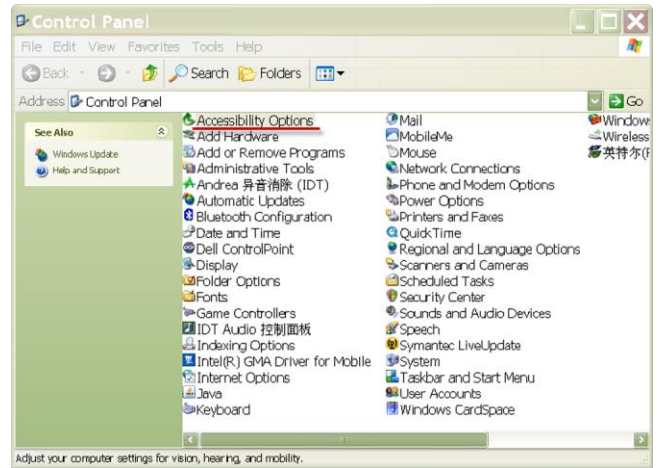 Control Panel
File Edit View Favorites Tools Help
Back Search Folders
Address Control Panel Go
See Also
Windows Update
Help and Support
Accessibility Options
Add Hardware
Add or Remove Programs
Administrative Tools
Andrea 异音消除 (IDT)
Automatic Updates
Bluetooth Configuration
Date and Time
Dell ControlPoint
Display
Folder Options
Fonts
Game Controllers
IDT Audio 控制面板
Indexing Options
Intel(R) GMA Driver for Mobile
Internet Options
Java
Keyboard
Mail
MobileMe
Mouse
Network Connections
Phone and Modem Options
Power Options
Printers and Faxes
QuickTime
Regional and Language Options
Scanners and Cameras
Scheduled Tasks
Security Center
Sounds and Audio Devices
Speech
Symantec LiveUpdate
System
Taskbar and Start Menu
User Accounts
Windows CardSpace
Window
Wireless
英特尔(
Adjust your computer settings for vision, hearing, and mobility.